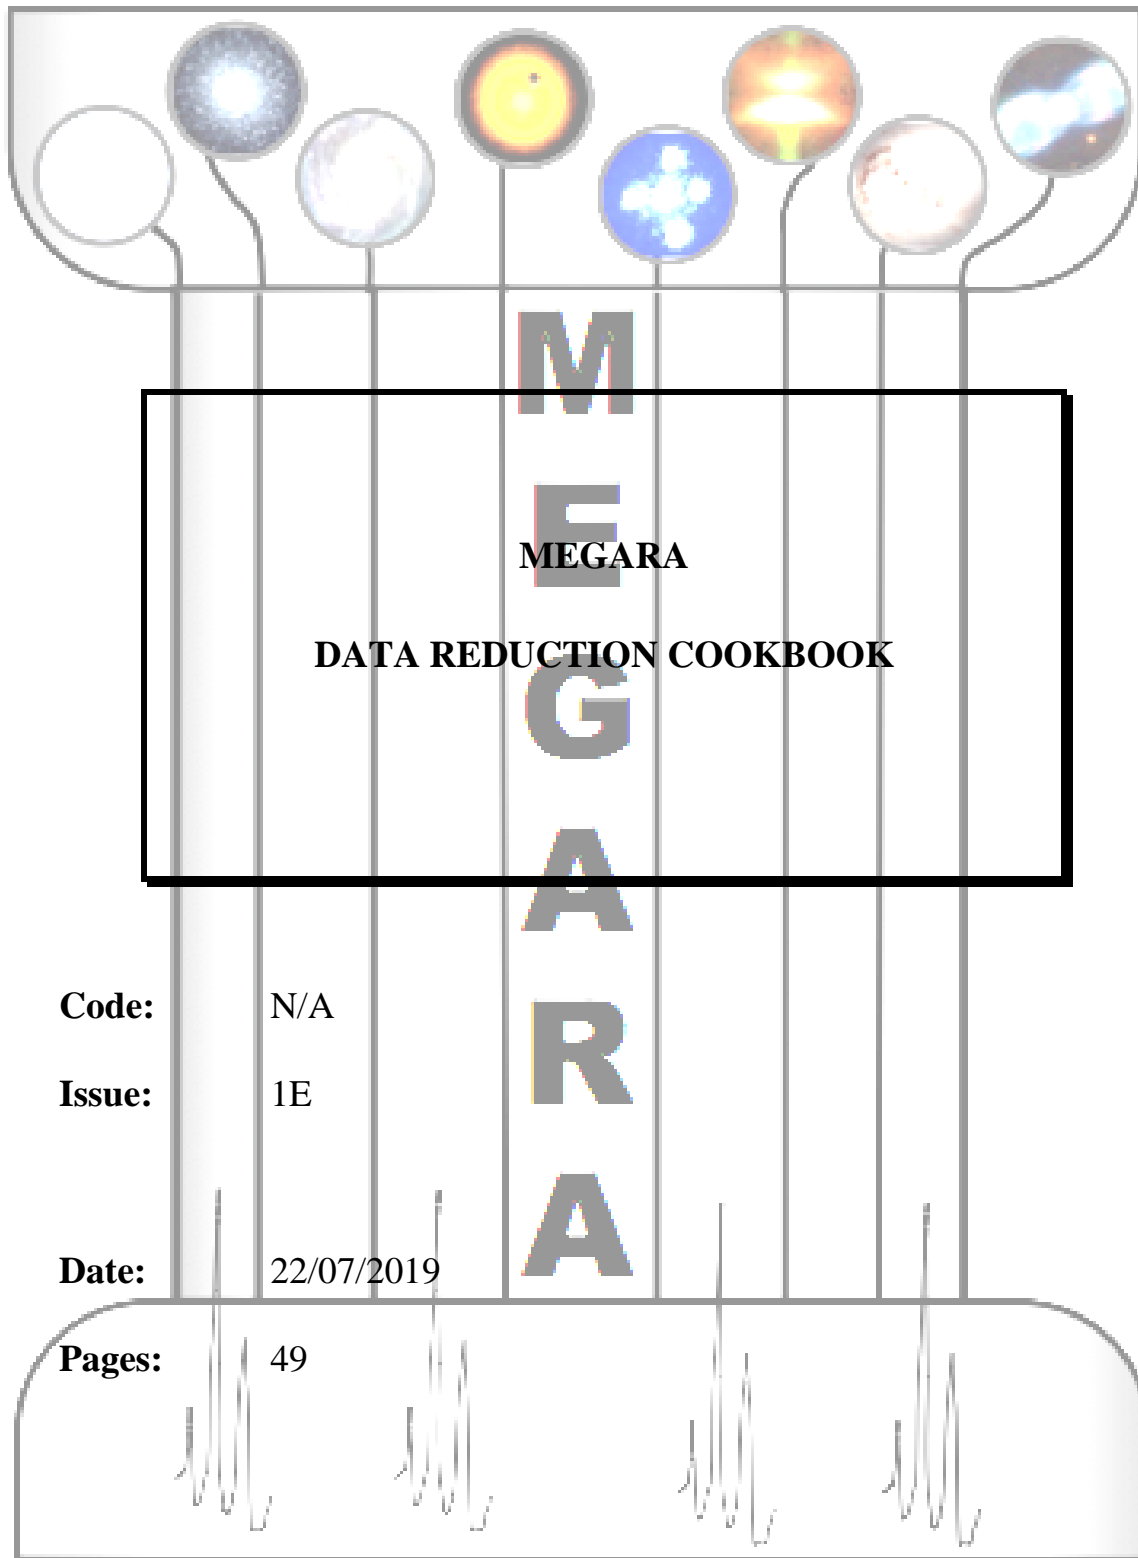 M
E
G
A
R
A
MEGARA
DATA REDUCTION COOKBOOK
Code: N/A
Issue: 1E
Date: 22/07/2019
Pages: 49